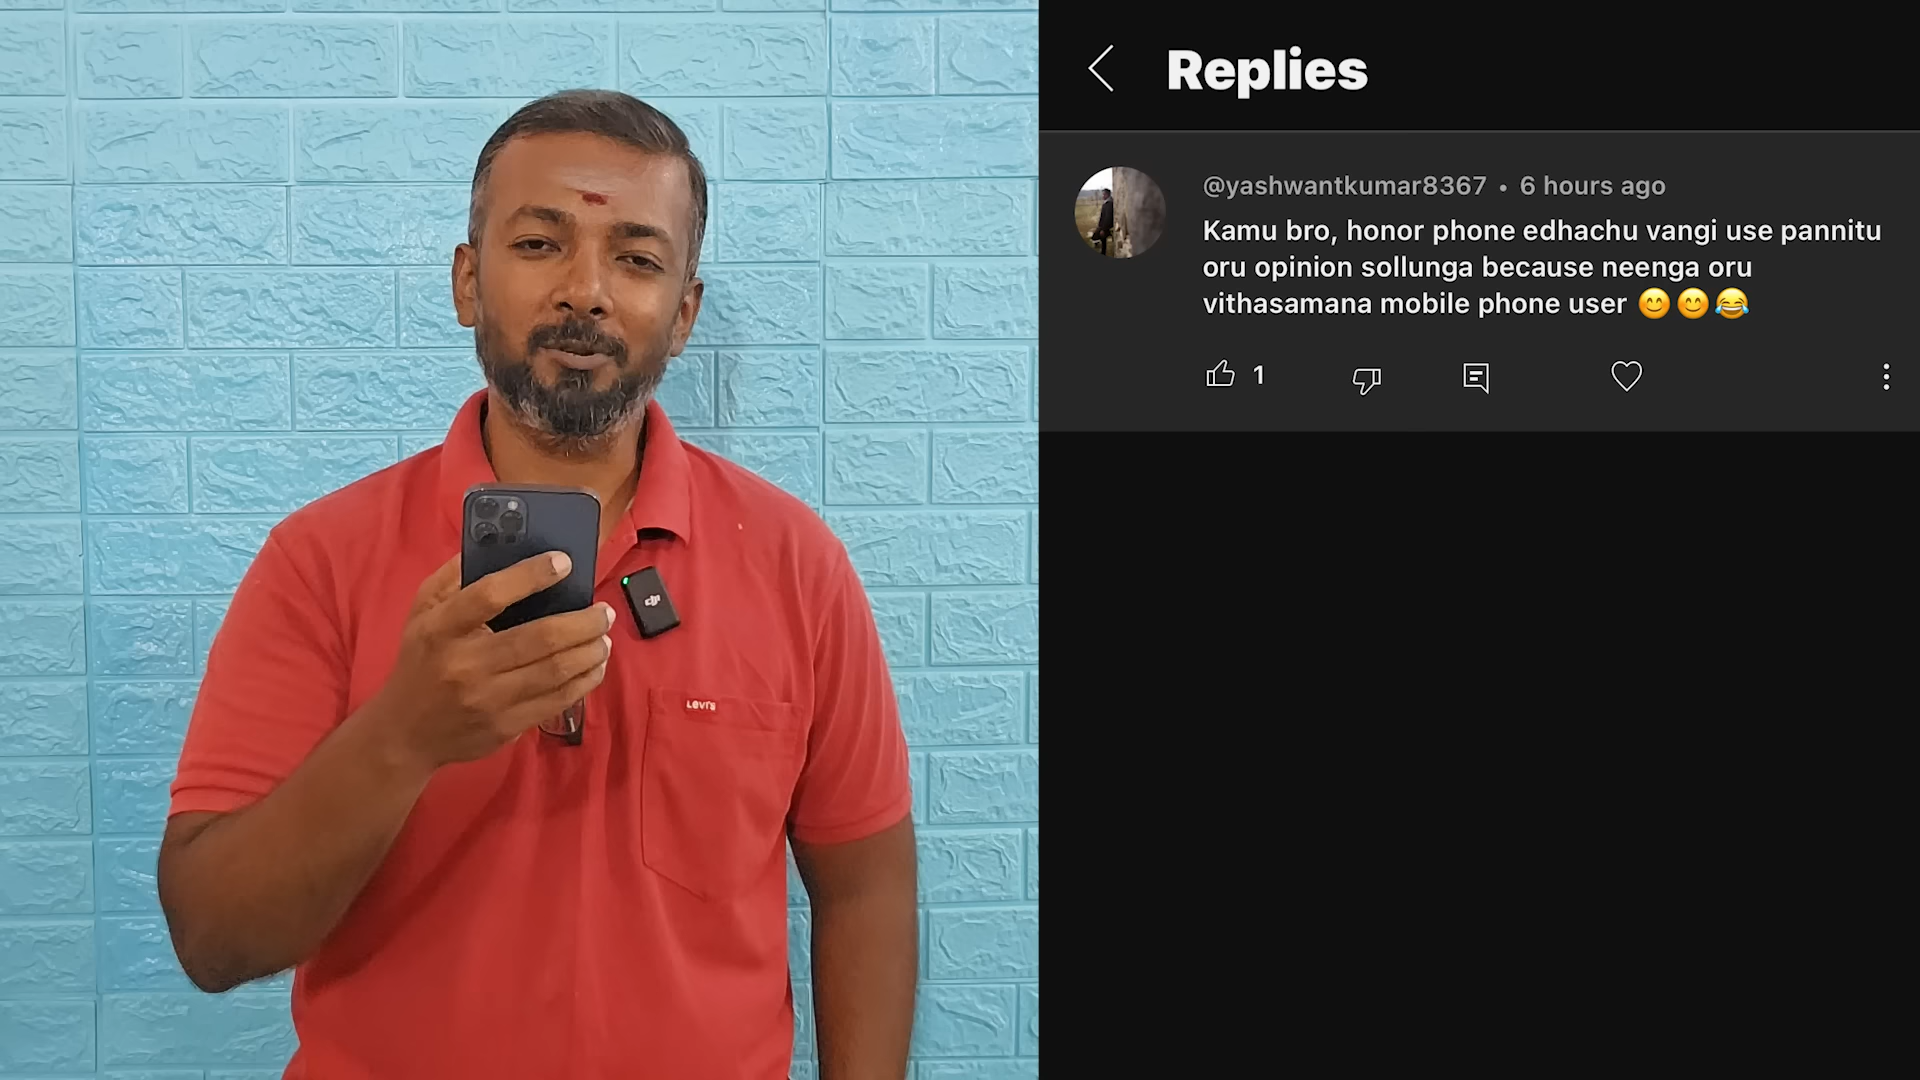 Replies
@yashwantkumar8367 • 6 hours ago
Kamu bro, honor phone edhachu vangi use pannitu
oru opinion sollunga because neenga oru
vithasamana mobile phone user 😊😊😂
1
dji
Levi's